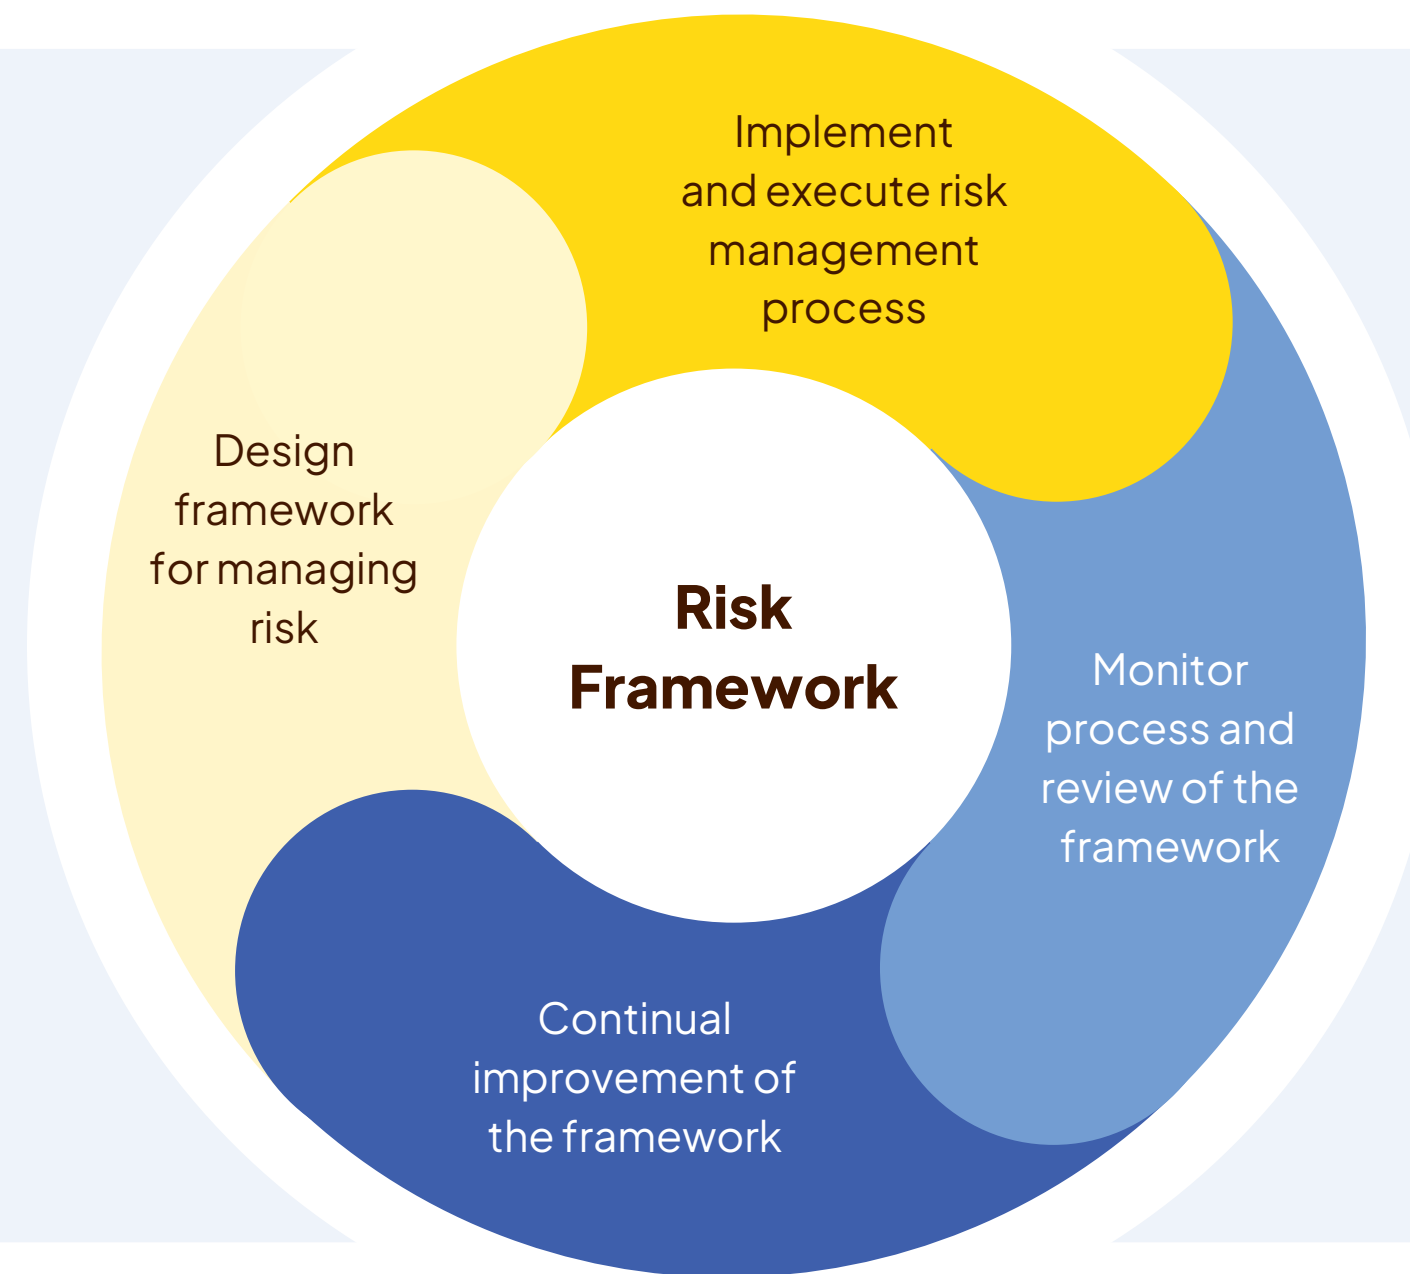 Implement
and execute risk
management
process
Design
framework
for managing
risk
Risk
Framework
Monitor
process and
review of the
framework
Continual
improvement of
the framework